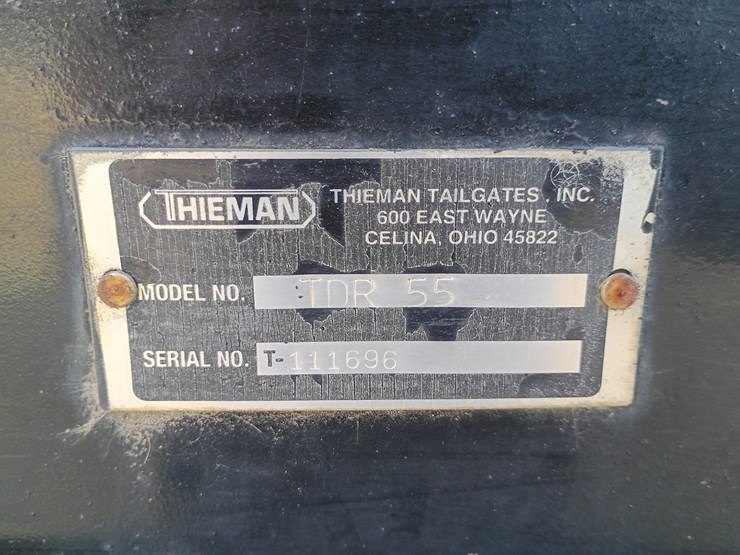 THIEMAN
THIEMAN TAILGATES, INC.
600 EAST WAYNE
CELINA, OHIO 45822
MODEL NO. TDR 55
SERIAL NO. T-111696